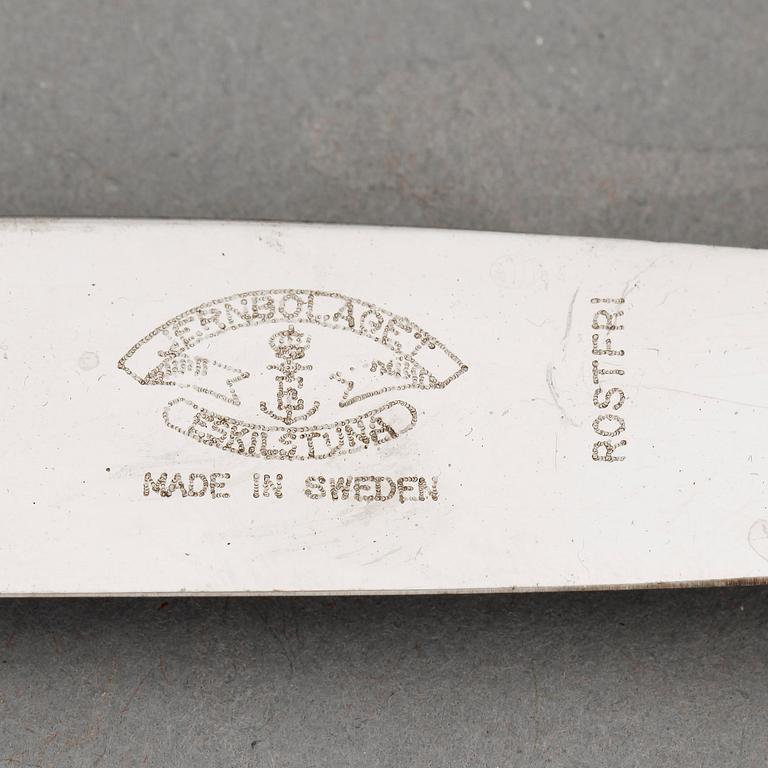 JERNBOLAGET
ESKILSTUNA
MADE IN SWEDEN
ROSTFRI